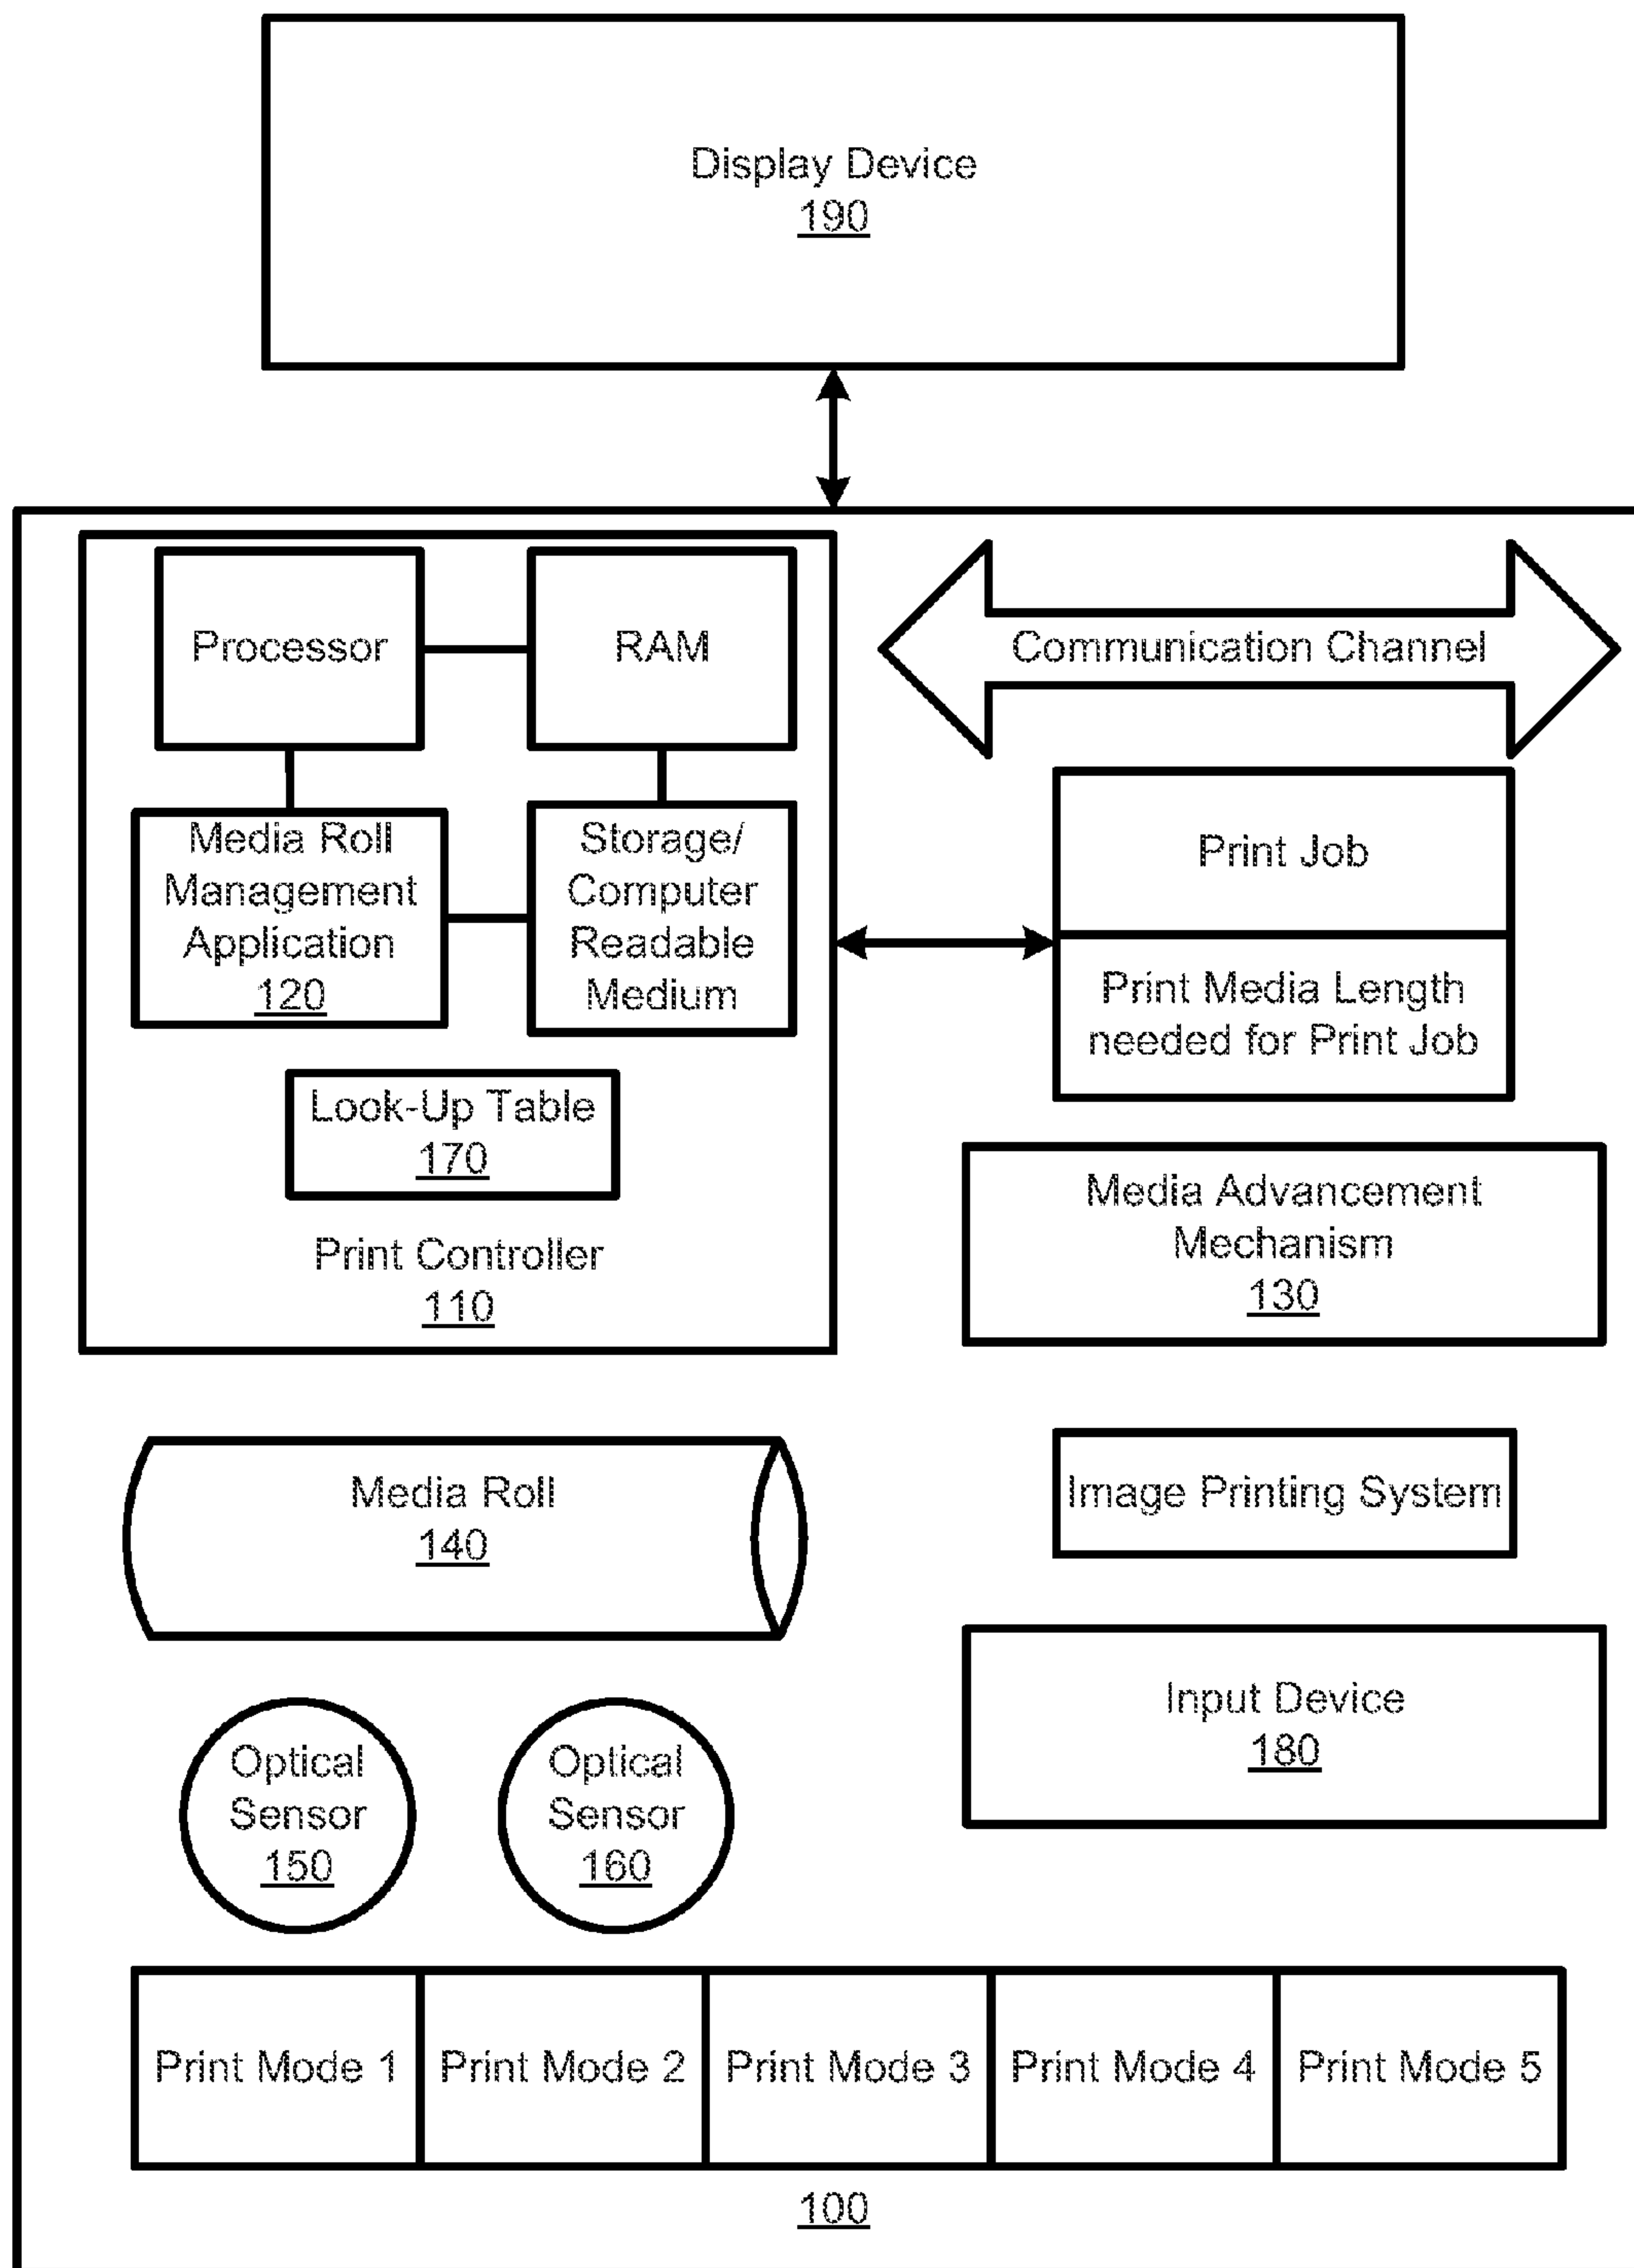 Display Device
190
Processor
RAM
Communication Channel
Media Roll
Management
Application
120
Storage/
Computer
Readable
Medium
Print Job
Print Media Length
needed for Print Job
Look-Up Table
170
Print Controller
110
Media Advancement
Mechanism
130
Media Roll
140
Image Printing System
Input Device
180
Optical
Sensor
150
Optical
Sensor
160
Print Mode 1
Print Mode 2
Print Mode 3
Print Mode 4
Print Mode 5
100